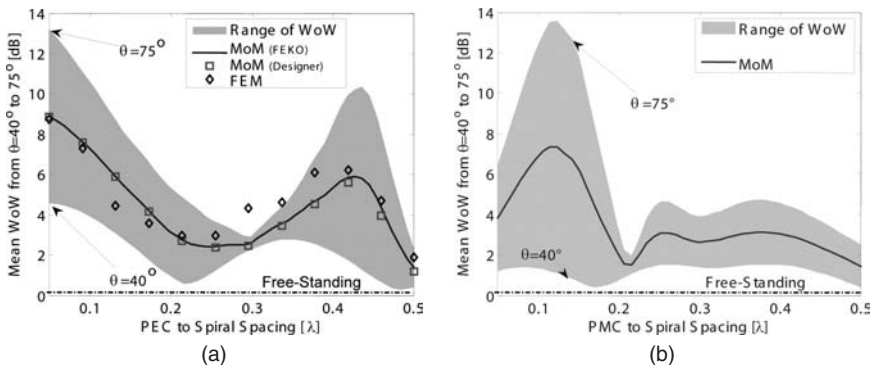 Mean WoW from θ=40° to 75° [dB]
14
12
10
8
6
4
2
0
θ=75°
θ=40°
Range of WoW
MoM (FEKO)
MoM (Designer)
FEM
Free-Standing
0.1 0.2 0.3 0.4 0.5
PEC to Spiral Spacing [λ]
(a)
Mean WoW from θ=40° to 75° [dB]
14
12
10
8
6
4
2
0
Range of WoW
MoM
θ=75°
θ=40°
Free-Standing
0.1 0.2 0.3 0.4 0.5
PMC to Spiral Spacing [λ]
(b)